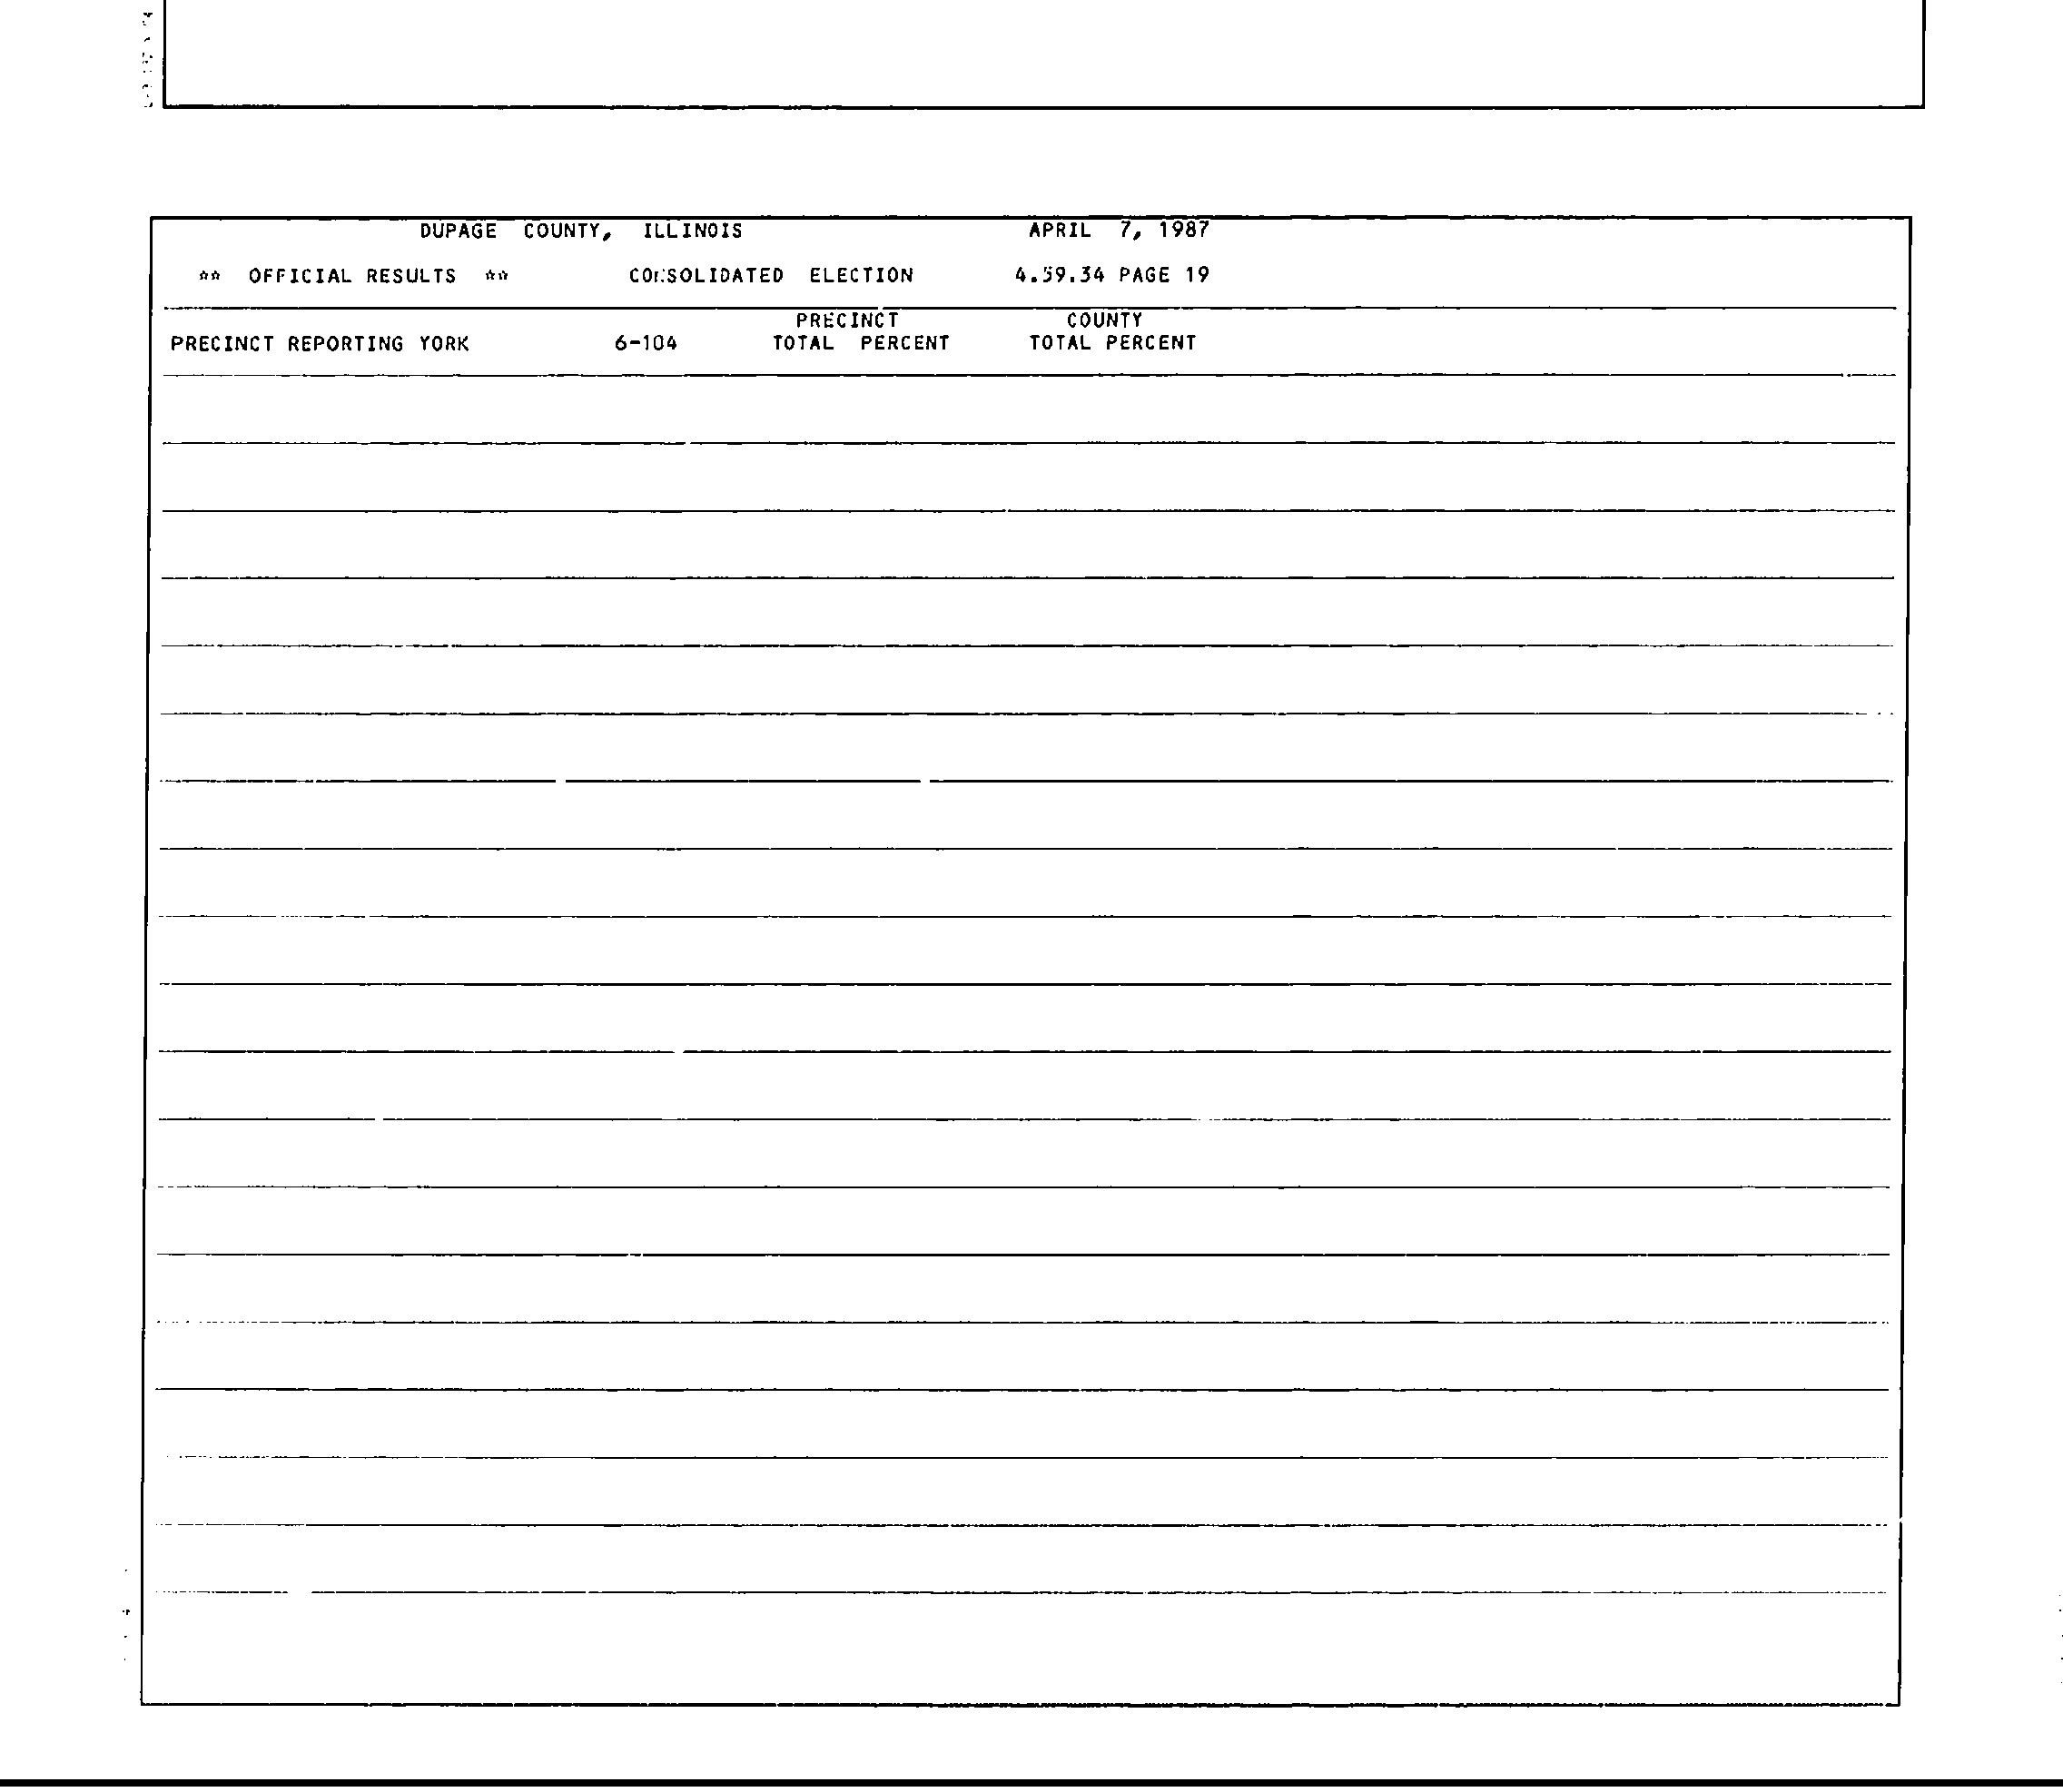 DUPAGE COUNTY, ILLINOIS APRIL 7, 1987
** OFFICIAL RESULTS ** CONSOLIDATED ELECTION 4.59.34 PAGE 19
PRECINCT COUNTY
PRECINCT REPORTING YORK 6-104 TOTAL PERCENT TOTAL PERCENT